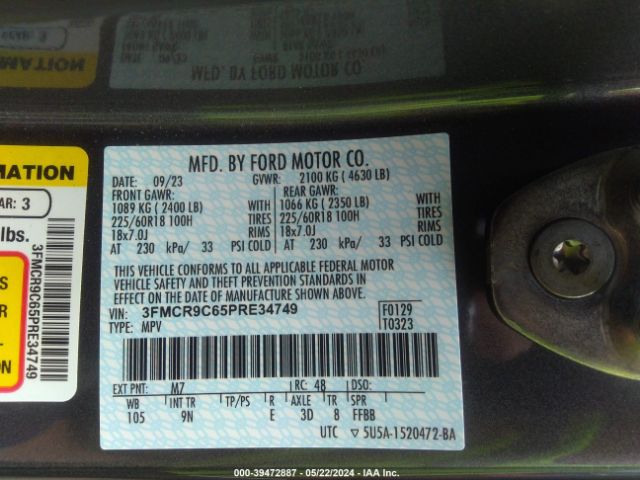 MFD. BY FORD MOTOR CO.
DATE: 09/23 GVWR: 2100 KG ( 4630 LB)
FRONT GAWR: REAR GAWR:
1089 KG ( 2400 LB) WITH 1066 KG ( 2350 LB) WITH
225/60R18 100H TIRES 225/60R18 100H TIRES
18x7.0J RIMS 18x7.0J RIMS
AT 230 kPa/ 33 PSI COLD AT 230 kPa/ 33 PSI COLD
THIS VEHICLE CONFORMS TO ALL APPLICABLE FEDERAL MOTOR
VEHICLE SAFETY AND THEFT PREVENTION STANDARDS IN
EFFECT ON THE DATE OF MANUFACTURE SHOWN ABOVE.
VIN: 3FMCR9C65PRE34749 F0129
TYPE: MPV T0323
EXT PNT: M7 RC: 48 DSO:
WB INT TR TP/PS R AXLE TR SPR
105 9N E 3D 8 FFBB
UTC ▽ 5U5A-1520472-BA
MATION
AR: 3
lbs.
3FMCR9C65PRE34749
000-39472887 - 05/22/2024 - IAA Inc.